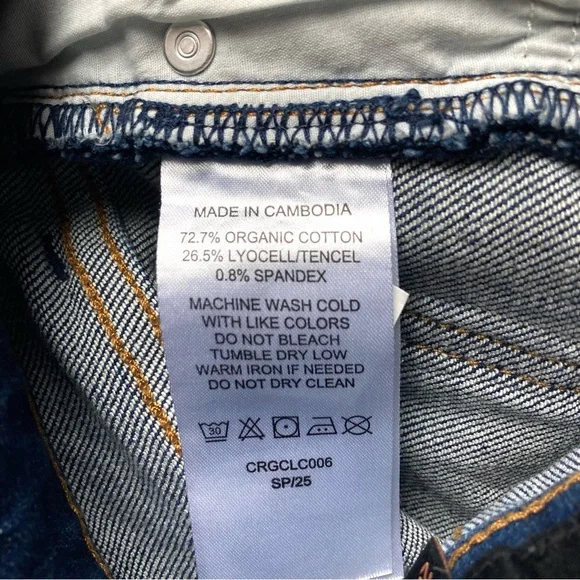 MADE IN CAMBODIA
72.7% ORGANIC COTTON
26.5% LYOCELL/TENCEL
0.8% SPANDEX
MACHINE WASH COLD
WITH LIKE COLORS
DO NOT BLEACH
TUMBLE DRY LOW
WARM IRON IF NEEDED
DO NOT DRY CLEAN
30
CRGCLC006
SP/25